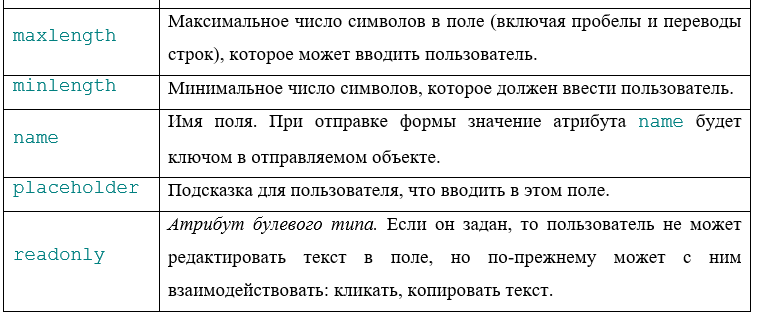 maxlength
Максимальное число символов в поле (включая пробелы и переводы
строк), которое может вводить пользователь.
minlength
Минимальное число символов, которое должен ввести пользователь.
name
Имя поля. При отправке формы значение атрибута name будет
ключом в отправляемом объекте.
placeholder
Подсказка для пользователя, что вводить в этом поле.
readonly
Атрибут булевого типа. Если он задан, то пользователь не может
редактировать текст в поле, но по-прежнему может с ним
взаимодействовать: кликать, копировать текст.